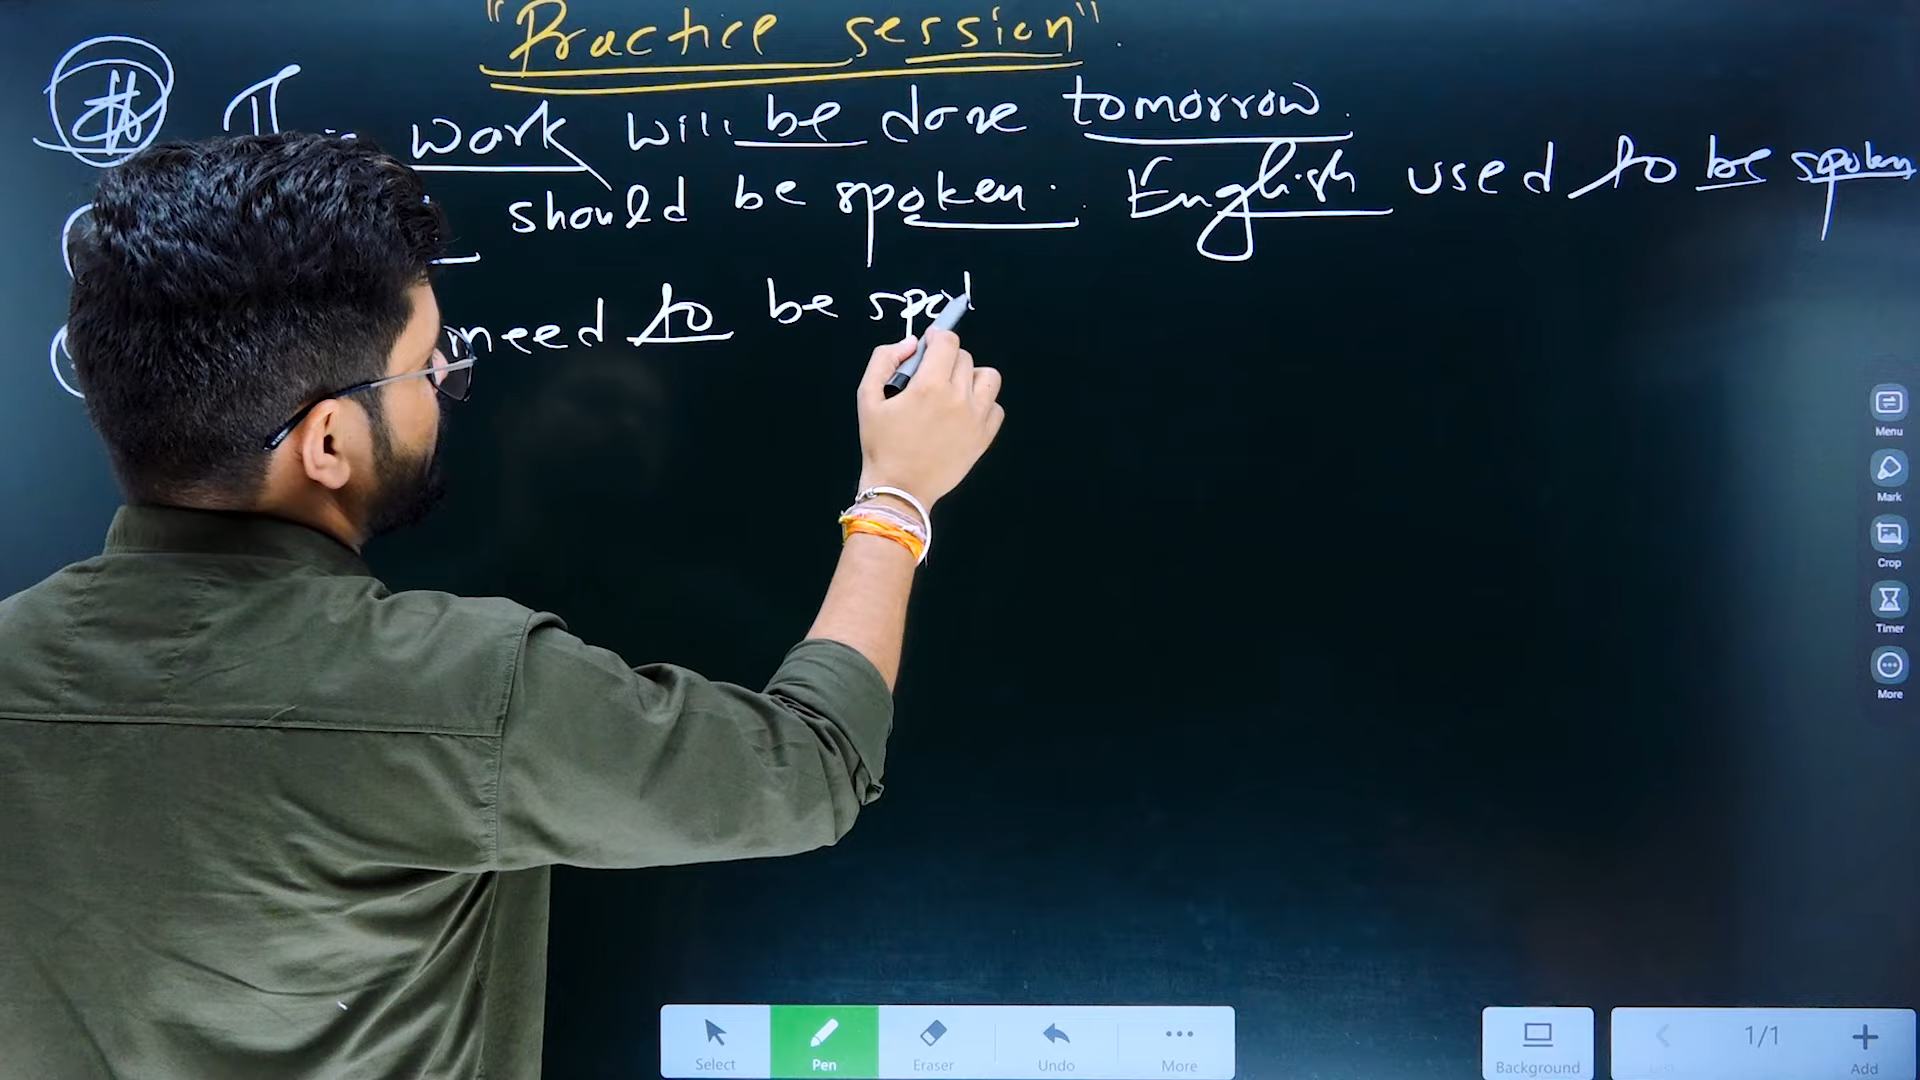 "Practice session".
work will be done tomorrow.
should be spoken. English used to be spoken
need to be spo
Menu
Mark
Crop
Timer
More
Select
Pen
Eraser
Undo
More
Background
1/1
Add